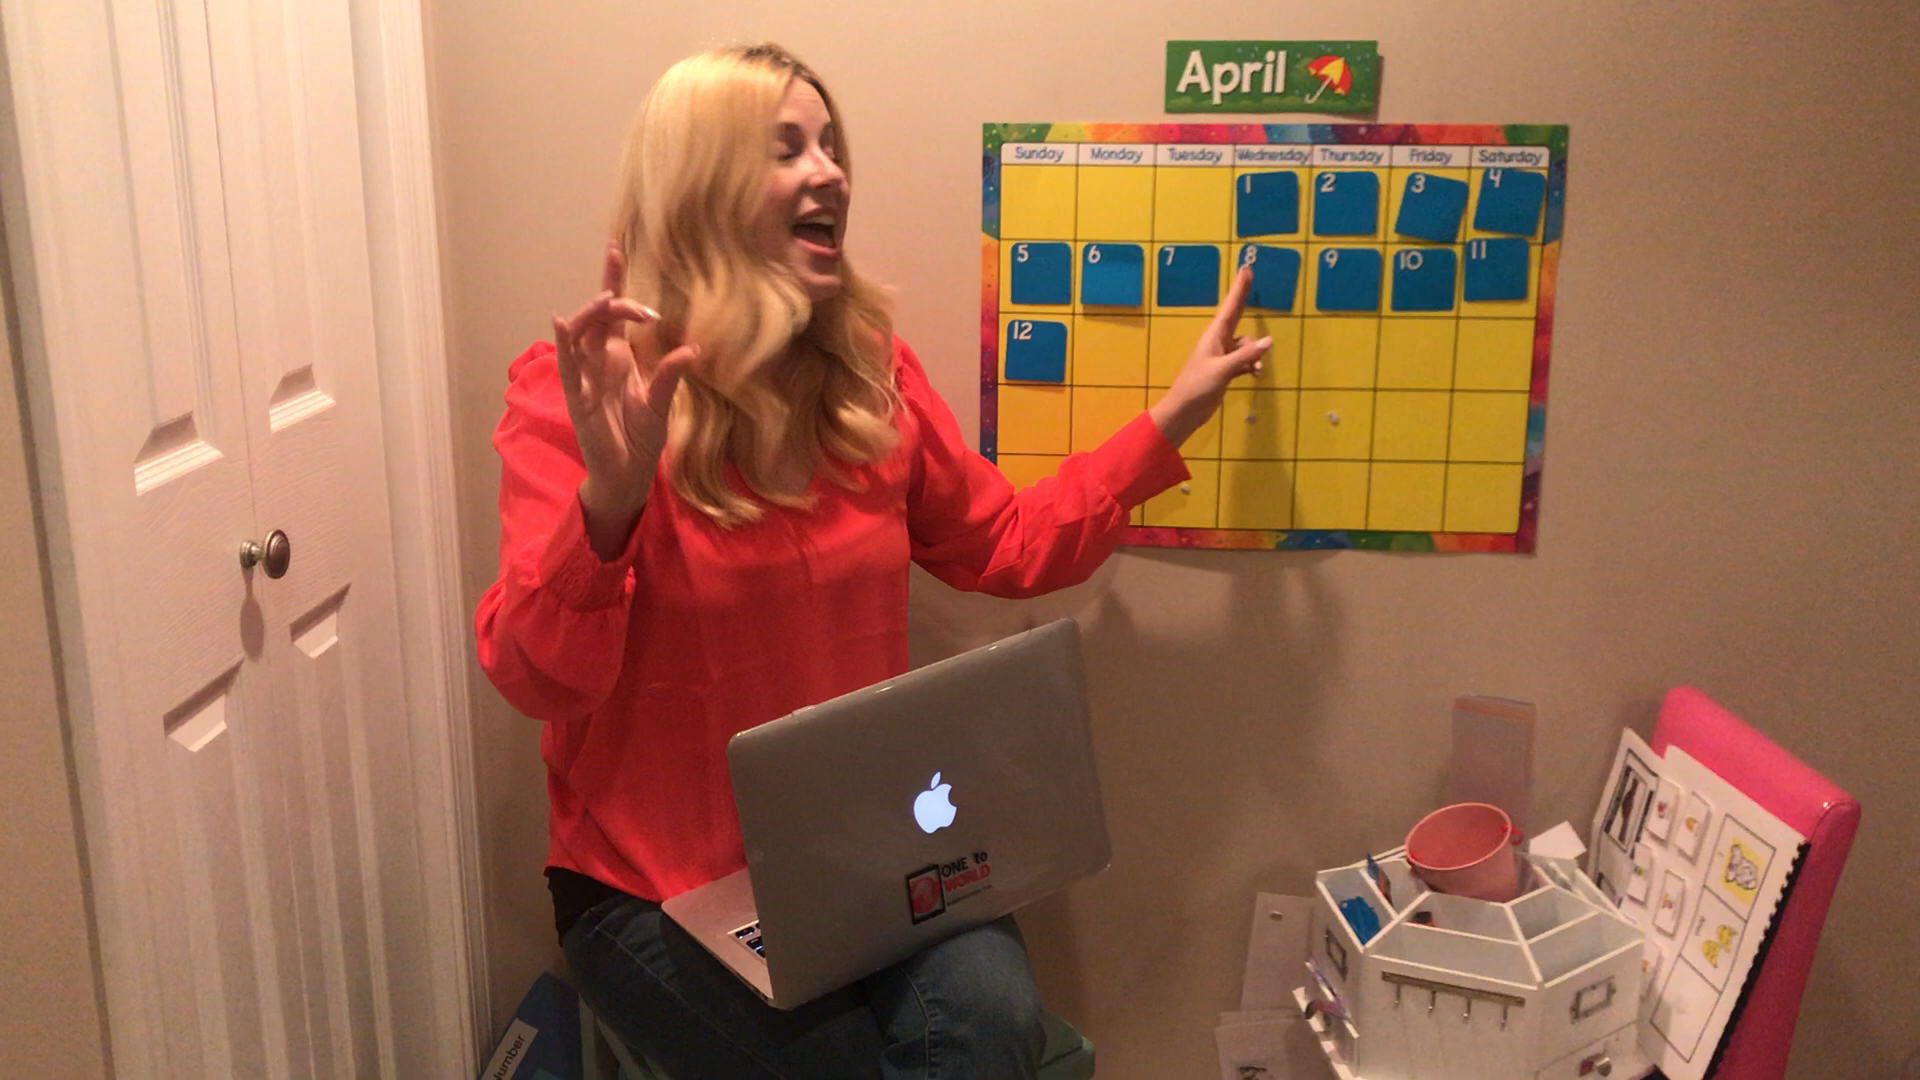 April
Sunday Monday Tuesday Wednesday Thursday Friday Saturday
1 2 3 4
5 6 7 8 9 10 11
12
ONE to
WORLD
Number